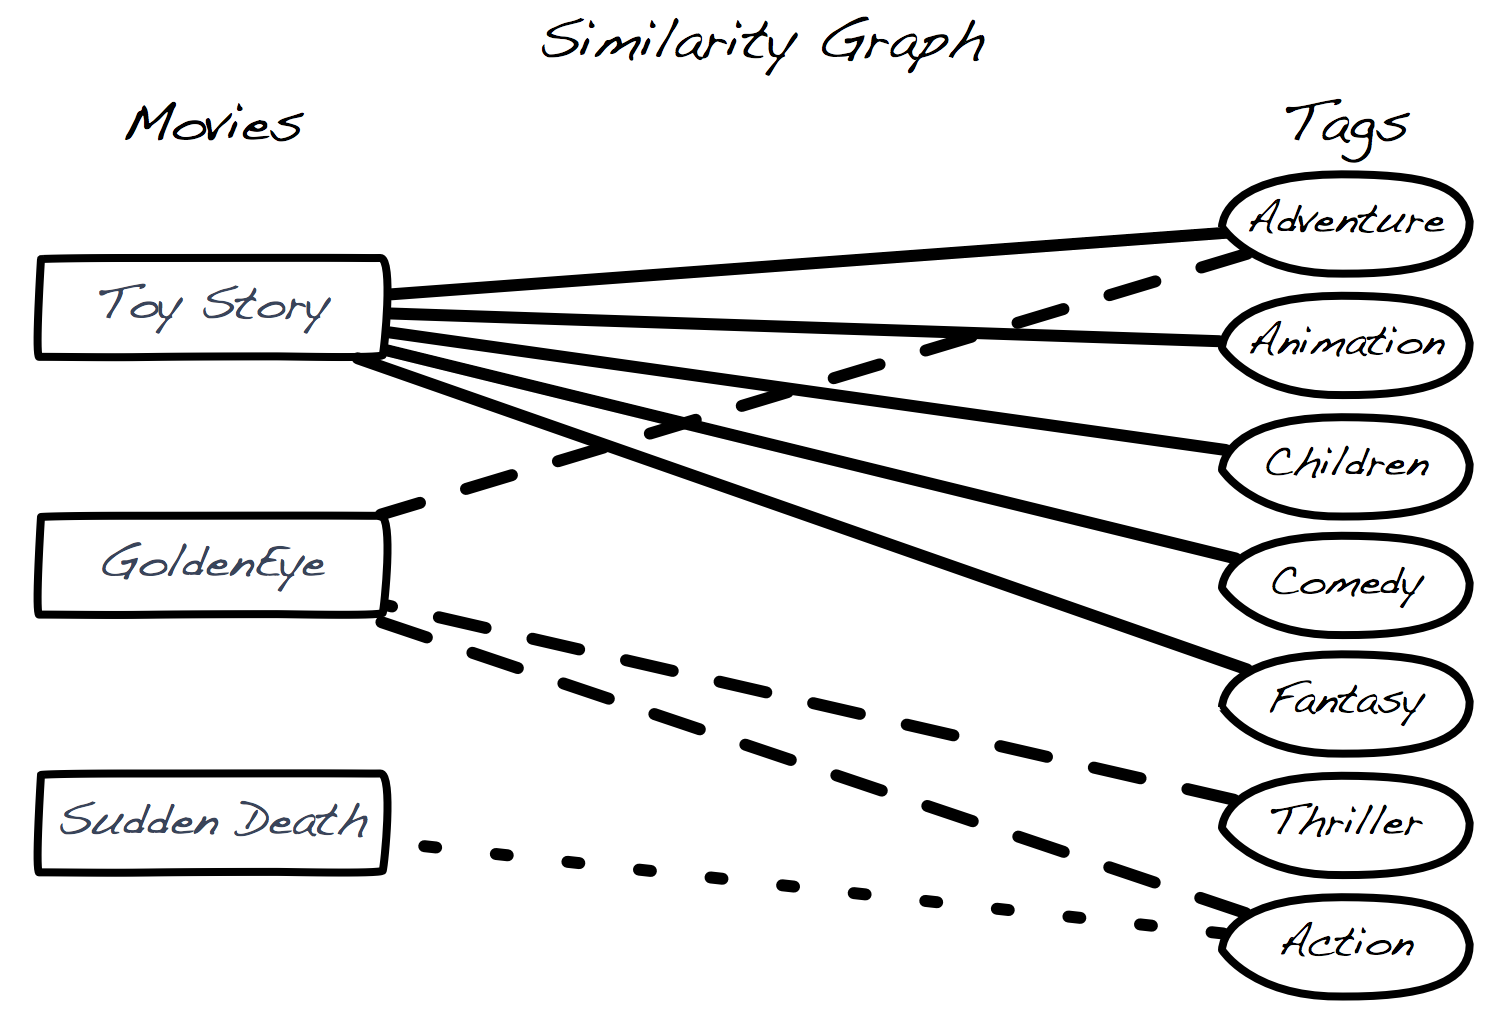 Similarity Graph
Movies
Tags
Toy Story
GoldenEye
Sudden Death
Adventure
Animation
Children
Comedy
Fantasy
Thriller
Action